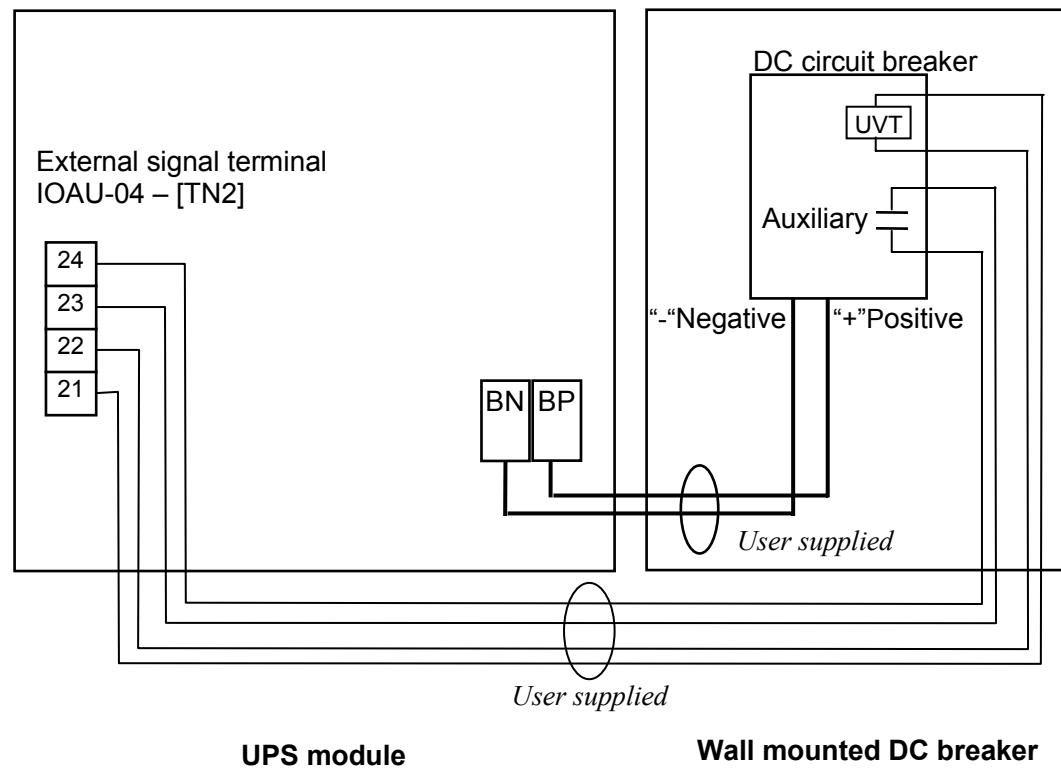 DC circuit breaker
UVT
External signal terminal
IOAU-04 – [TN2]
Auxiliary
24
23
22
21
“-“Negative
“+”Positive
BN
BP
User supplied
User supplied
UPS module
Wall mounted DC breaker